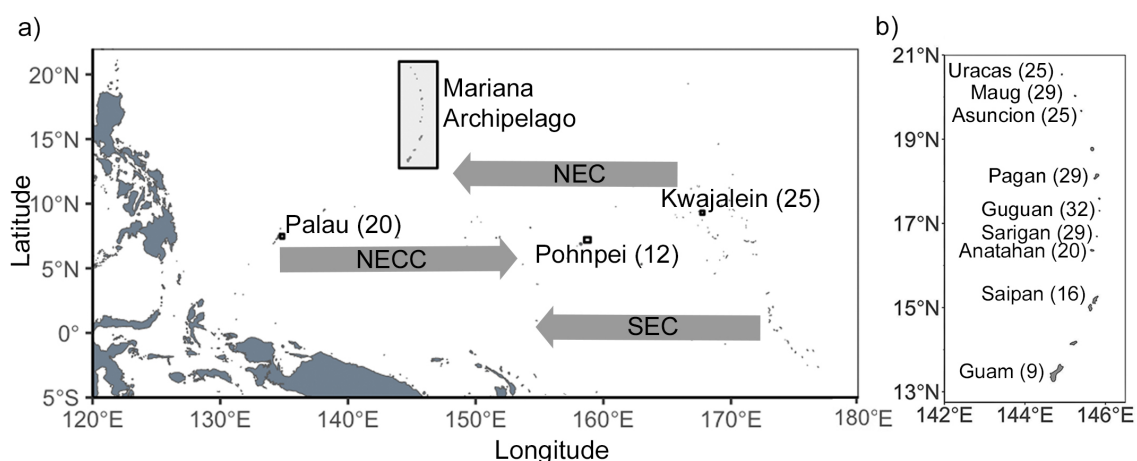 a)
20°N
15°N
10°N
5°N
0°
5°S
Latitude
120°E
130°E
140°E
150°E
160°E
170°E
180°E
Longitude
Mariana
Archipelago
NEC
Kwajalein (25)
Palau (20)
NECC
Pohnpei (12)
SEC
b)
21°N
19°N
17°N
15°N
13°N
Uracas (25)
Maug (29)
Asuncion (25)
Pagan (29)
Guguan (32)
Sarigan (29)
Anatahan (20)
Saipan (16)
Guam (9)
142°E
144°E
146°E